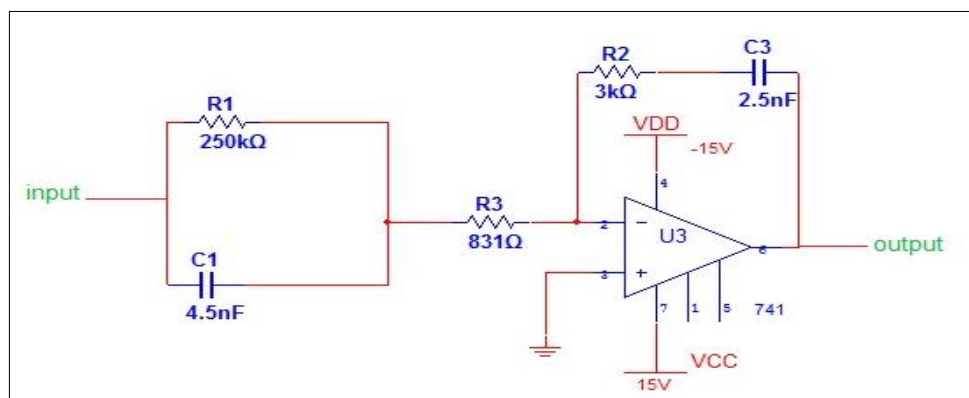 R2
3kΩ
C3
2.5nF
R1
250kΩ
VDD
-15V
input
4
R3
831Ω
2
U3
6
output
C1
4.5nF
3
7
1
5
741
VCC
15V